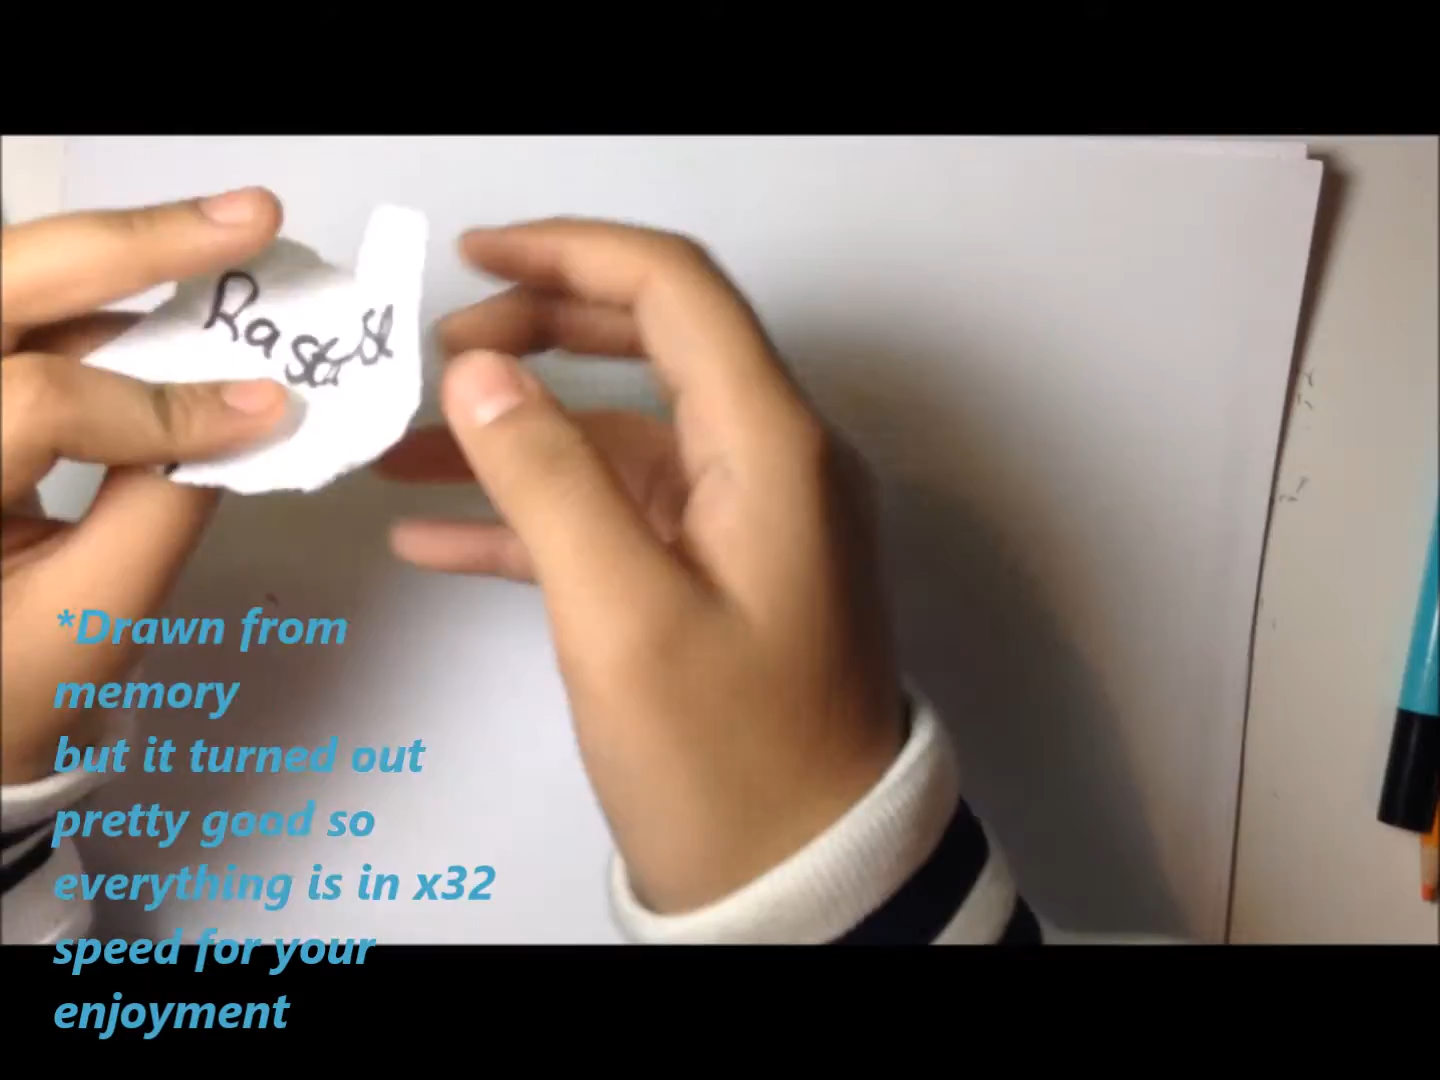 *Drawn from
memory
but it turned out
pretty good so
everything is in x32
speed for your
enjoyment